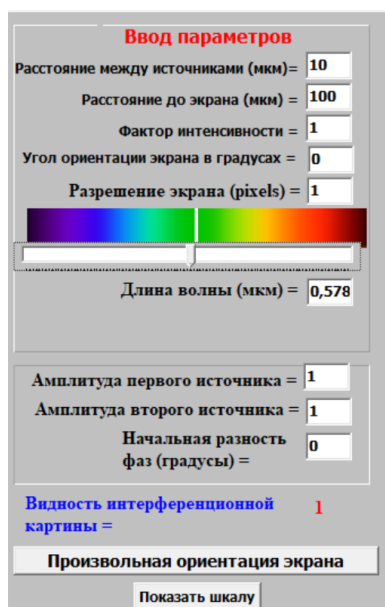 Ввод параметров
Расстояние между источниками (мкм)= 10
Расстояние до экрана (мкм) = 100
Фактор интенсивности = 1
Угол ориентации экрана в градусах = 0
Разрешение экрана (pixels) = 1
Длина волны (мкм) = 0,578
Амплитуда первого источника = 1
Амплитуда второго источника = 1
Начальная разность
фаз (градусы) = 0
Видность интерференционной
картины = 1
Произвольная ориентация экрана
Показать шкалу